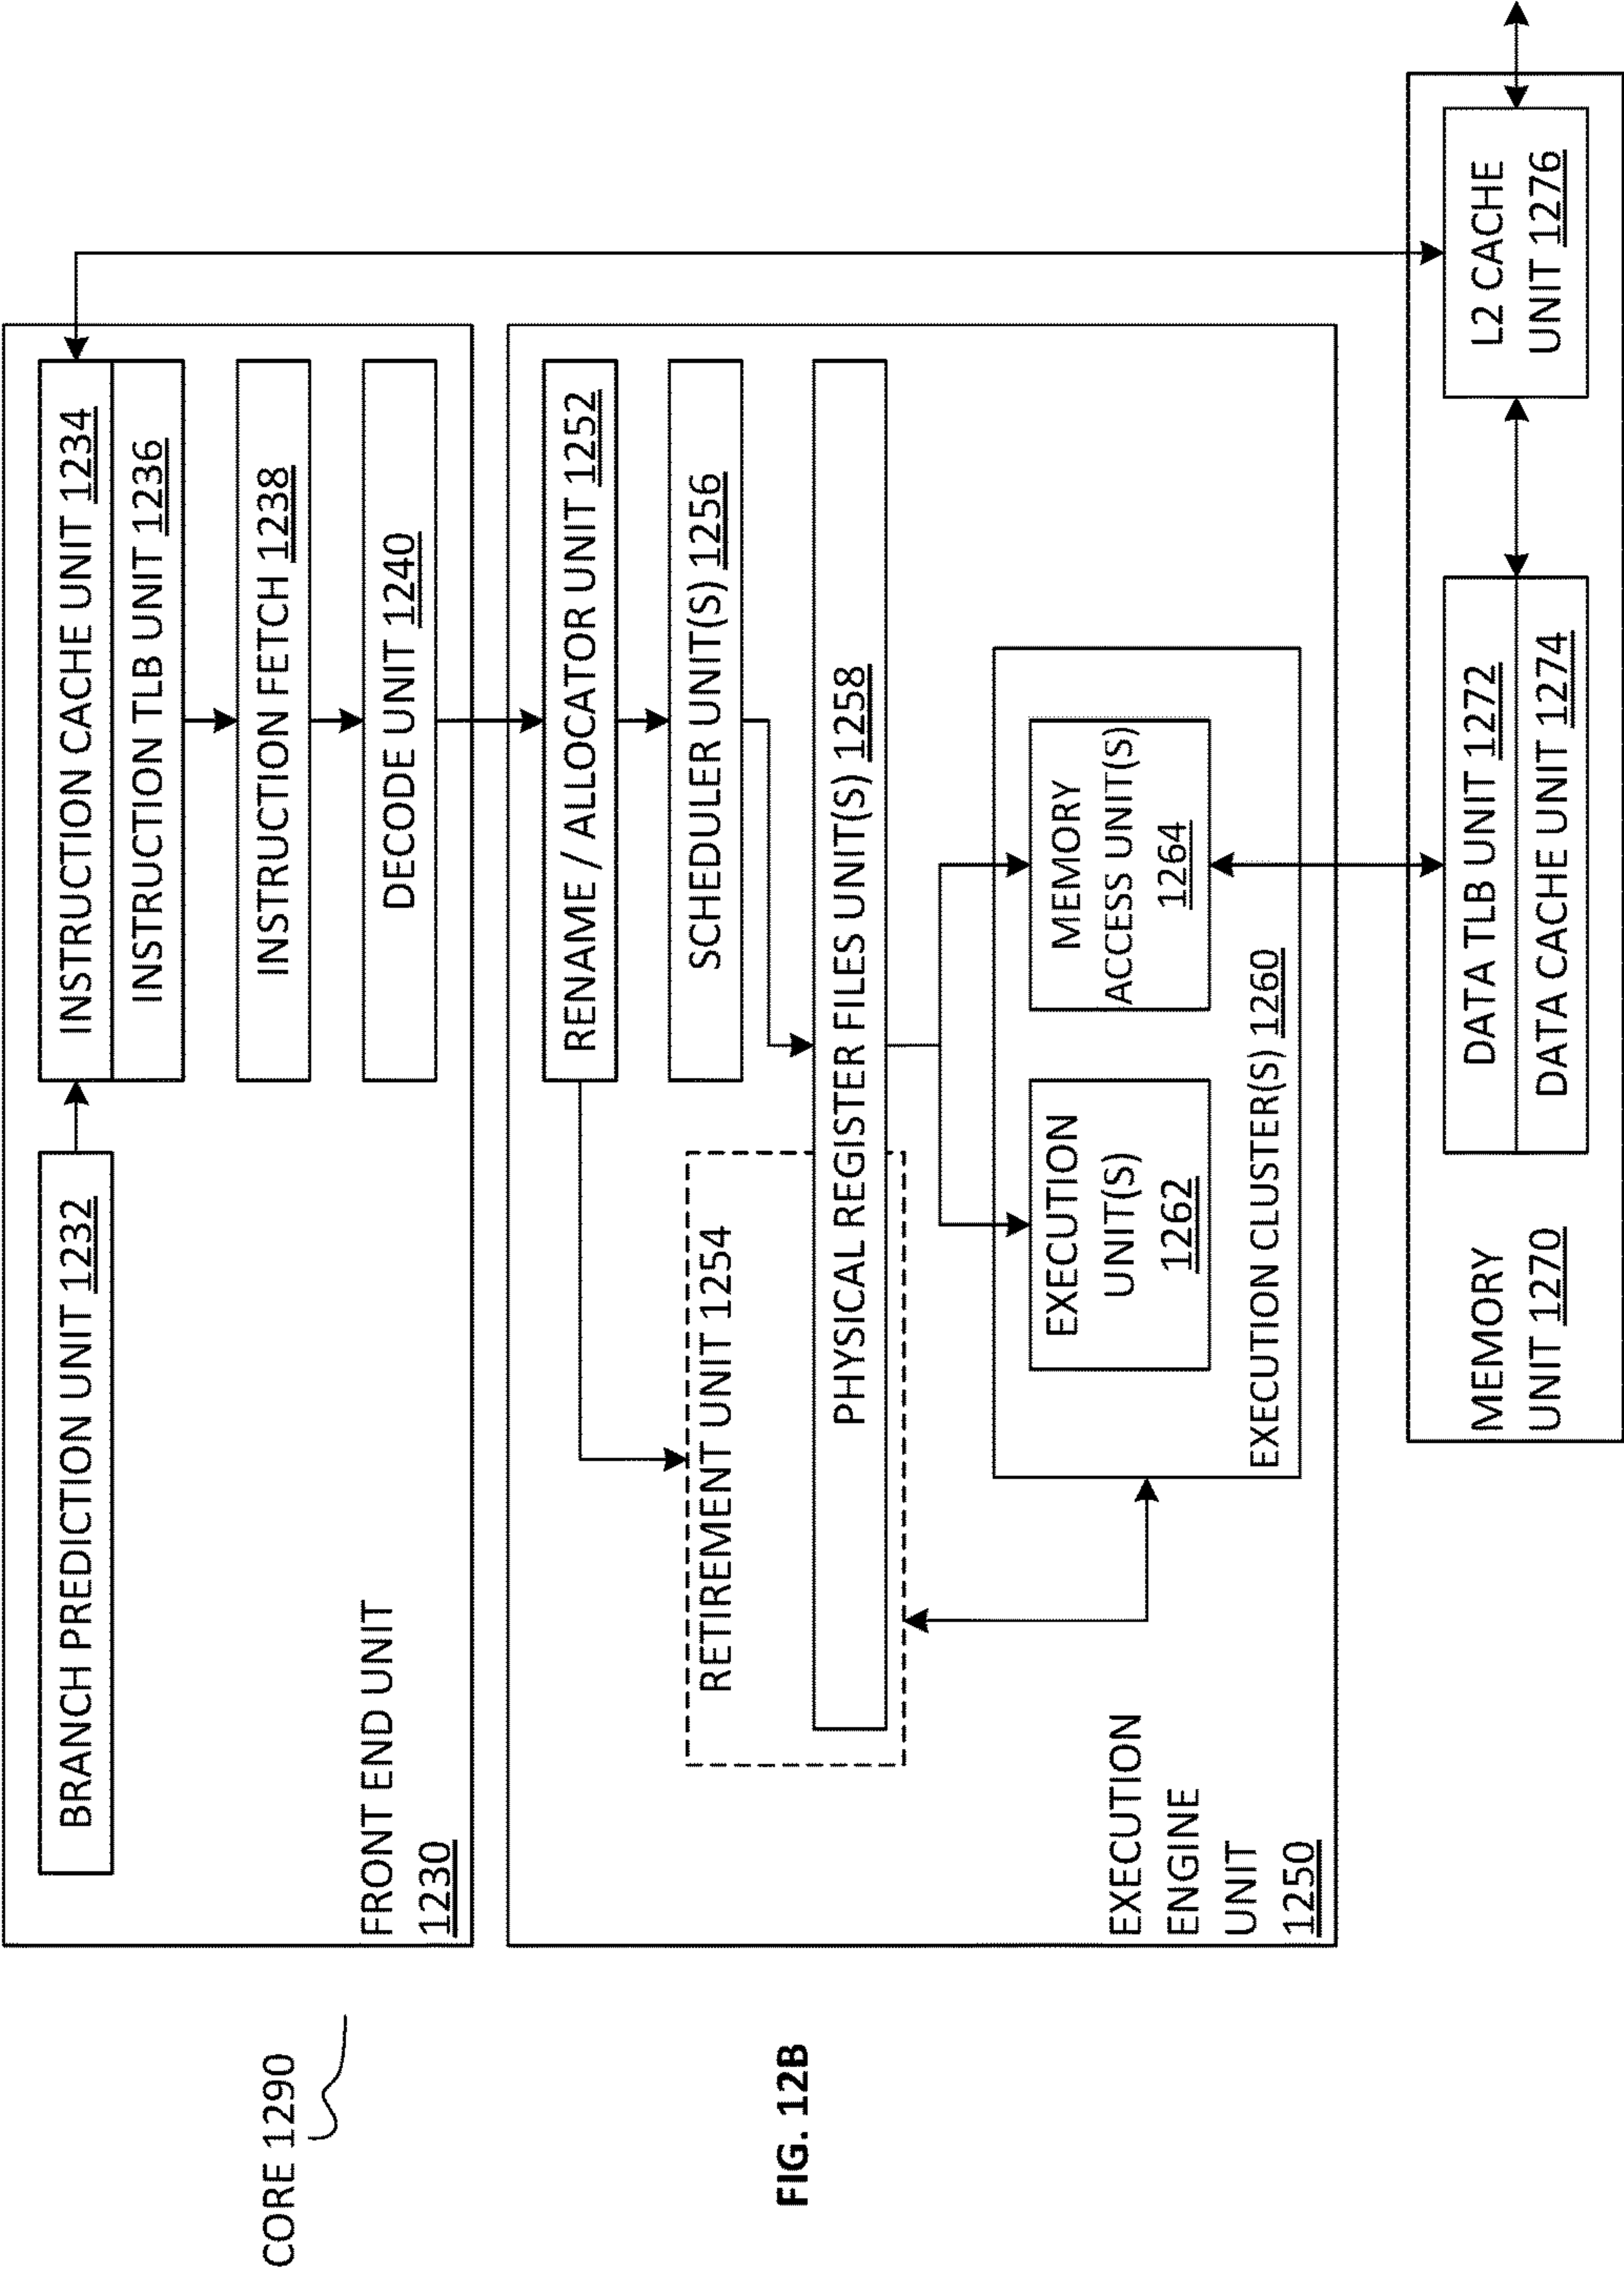 CORE 1290
BRANCH PREDICTION UNIT 1232
INSTRUCTION CACHE UNIT 1234
INSTRUCTION TLB UNIT 1236
INSTRUCTION FETCH 1238
DECODE UNIT 1240
FRONT END UNIT
1230
RENAME / ALLOCATOR UNIT 1252
SCHEDULER UNIT(S) 1256
RETIREMENT UNIT 1254
PHYSICAL REGISTER FILES UNIT(S) 1258
EXECUTION
UNIT(S)
1262
MEMORY
ACCESS UNIT(S)
1264
EXECUTION CLUSTER(S) 1260
EXECUTION
ENGINE
UNIT
1250
MEMORY
UNIT 1270
DATA TLB UNIT 1272
DATA CACHE UNIT 1274
L2 CACHE
UNIT 1276
FIG. 12B